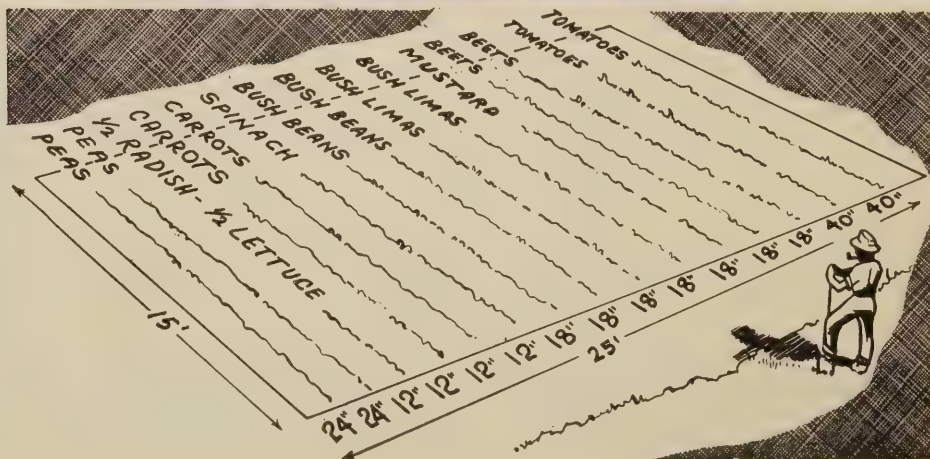 PEAS
PEAS
½ RADISH - ½ LETTUCE
CARROTS
CARROTS
SPINACH
BUSH BEANS
BUSH BEANS
BUSH LIMAS
BUSH LIMAS
MUSTARD
BEETS
BEETS
TOMATOES
TOMATOES
15'
24" 24" 12" 12" 12" 12" 18" 18" 18" 18" 18" 18" 18" 40" 40"
25'